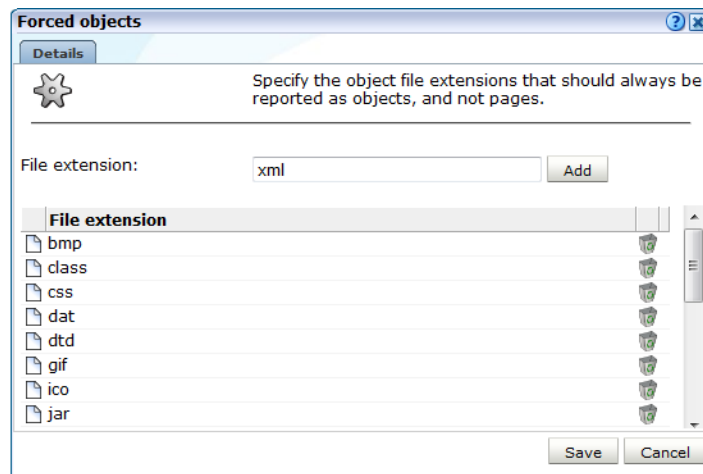 Forced objects
Details
Specify the object file extensions that should always be
reported as objects, and not pages.
File extension: xml Add
File extension
bmp
class
css
dat
dtd
gif
ico
jar
Save Cancel